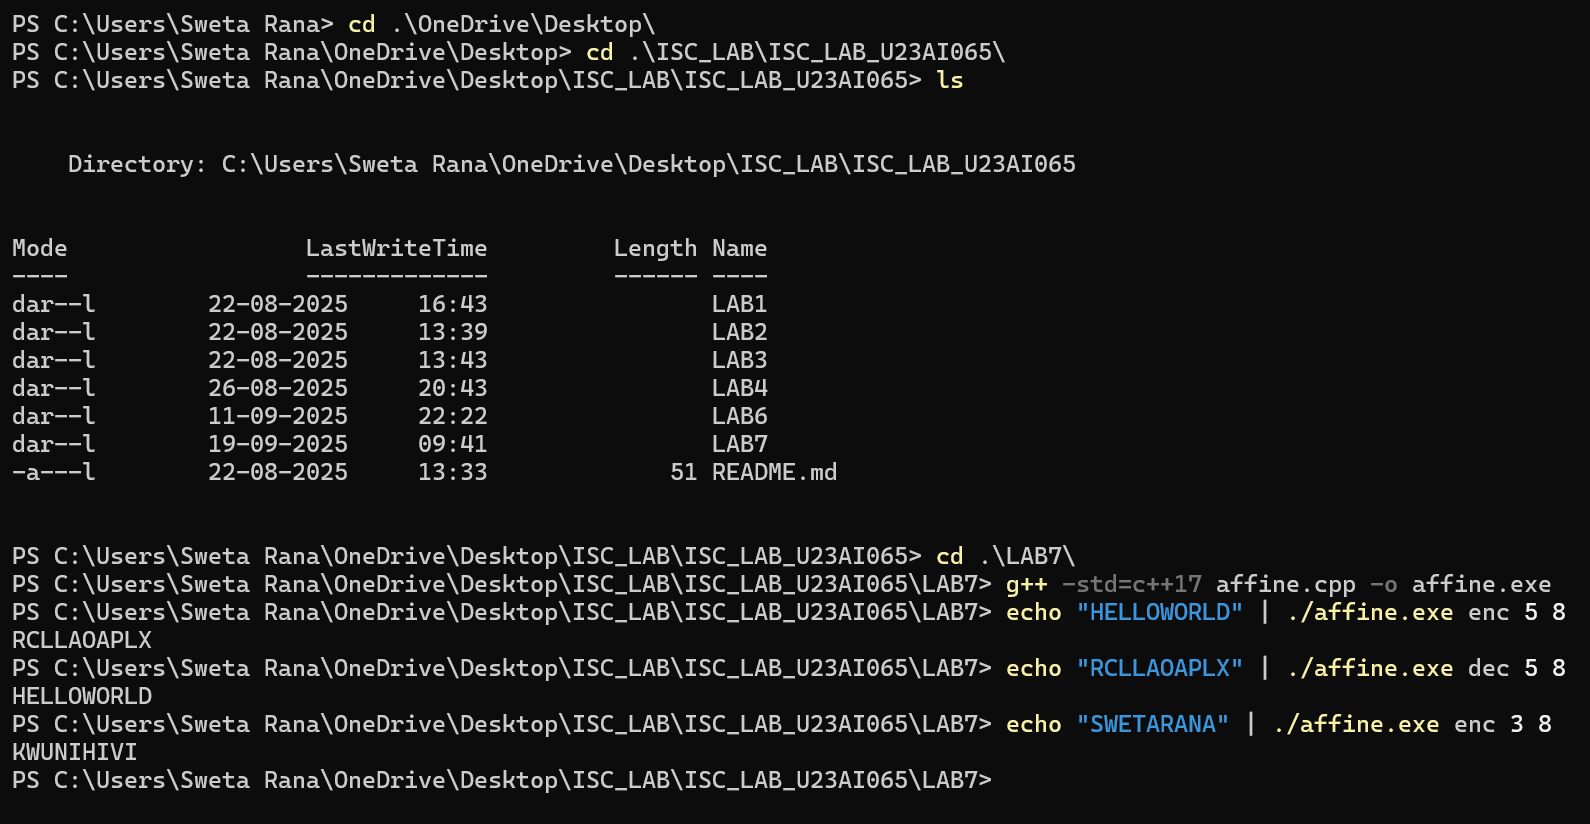 PS C:\Users\Sweta Rana> cd .\OneDrive\Desktop\
PS C:\Users\Sweta Rana\OneDrive\Desktop> cd .\ISC_LAB\ISC_LAB_U23AI065\
PS C:\Users\Sweta Rana\OneDrive\Desktop\ISC_LAB\ISC_LAB_U23AI065> ls
    Directory: C:\Users\Sweta Rana\OneDrive\Desktop\ISC_LAB\ISC_LAB_U23AI065
Mode                 LastWriteTime         Length Name
----                 -------------         ------ ----
dar--l        22-08-2025     16:43                LAB1
dar--l        22-08-2025     13:39                LAB2
dar--l        22-08-2025     13:43                LAB3
dar--l        26-08-2025     20:43                LAB4
dar--l        11-09-2025     22:22                LAB6
dar--l        19-09-2025     09:41                LAB7
-a---l        22-08-2025     13:33             51 README.md
PS C:\Users\Sweta Rana\OneDrive\Desktop\ISC_LAB\ISC_LAB_U23AI065> cd .\LAB7\
PS C:\Users\Sweta Rana\OneDrive\Desktop\ISC_LAB\ISC_LAB_U23AI065\LAB7> g++ -std=c++17 affine.cpp -o affine.exe
PS C:\Users\Sweta Rana\OneDrive\Desktop\ISC_LAB\ISC_LAB_U23AI065\LAB7> echo "HELLOWORLD" | ./affine.exe enc 5 8
RCLLAOAPLX
PS C:\Users\Sweta Rana\OneDrive\Desktop\ISC_LAB\ISC_LAB_U23AI065\LAB7> echo "RCLLAOAPLX" | ./affine.exe dec 5 8
HELLOWORLD
PS C:\Users\Sweta Rana\OneDrive\Desktop\ISC_LAB\ISC_LAB_U23AI065\LAB7> echo "SWETARANA" | ./affine.exe enc 3 8
KWUNIHIVI
PS C:\Users\Sweta Rana\OneDrive\Desktop\ISC_LAB\ISC_LAB_U23AI065\LAB7>